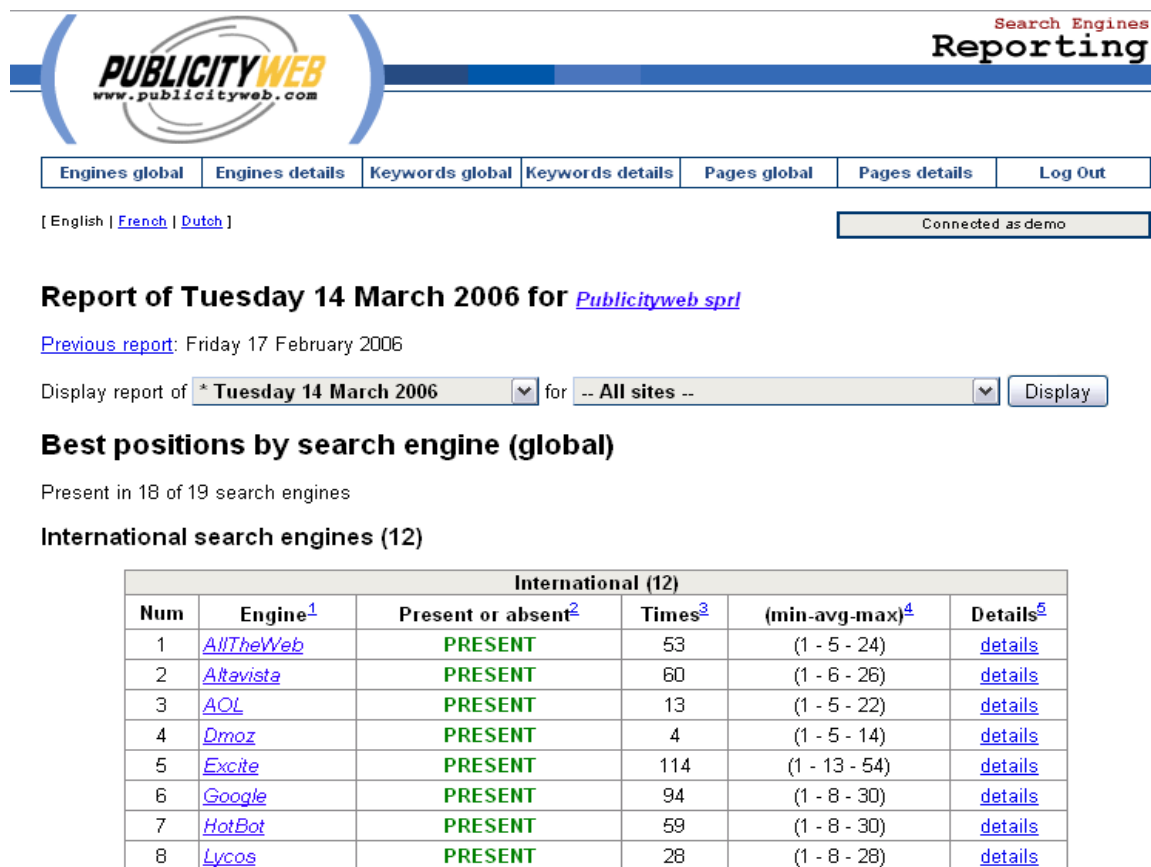 Search Engines
Reporting
PUBLICITYWEB
www.publicityweb.com
Engines global Engines details Keywords global Keywords details Pages global Pages details Log Out
[ English | French | Dutch ] Connected as demo
Report of Tuesday 14 March 2006 for Publicityweb sprl
Previous report: Friday 17 February 2006
Display report of * Tuesday 14 March 2006 for -- All sites -- Display
Best positions by search engine (global)
Present in 18 of 19 search engines
International search engines (12)
International (12)
Num Engine1 Present or absent2 Times3 (min-avg-max)4 Details5
1 AllTheWeb PRESENT 53 (1 - 5 - 24) details
2 Altavista PRESENT 60 (1 - 6 - 26) details
3 AOL PRESENT 13 (1 - 5 - 22) details
4 Dmoz PRESENT 4 (1 - 5 - 14) details
5 Excite PRESENT 114 (1 - 13 - 54) details
6 Google PRESENT 94 (1 - 8 - 30) details
7 HotBot PRESENT 59 (1 - 8 - 30) details
8 Lycos PRESENT 28 (1 - 8 - 28) details